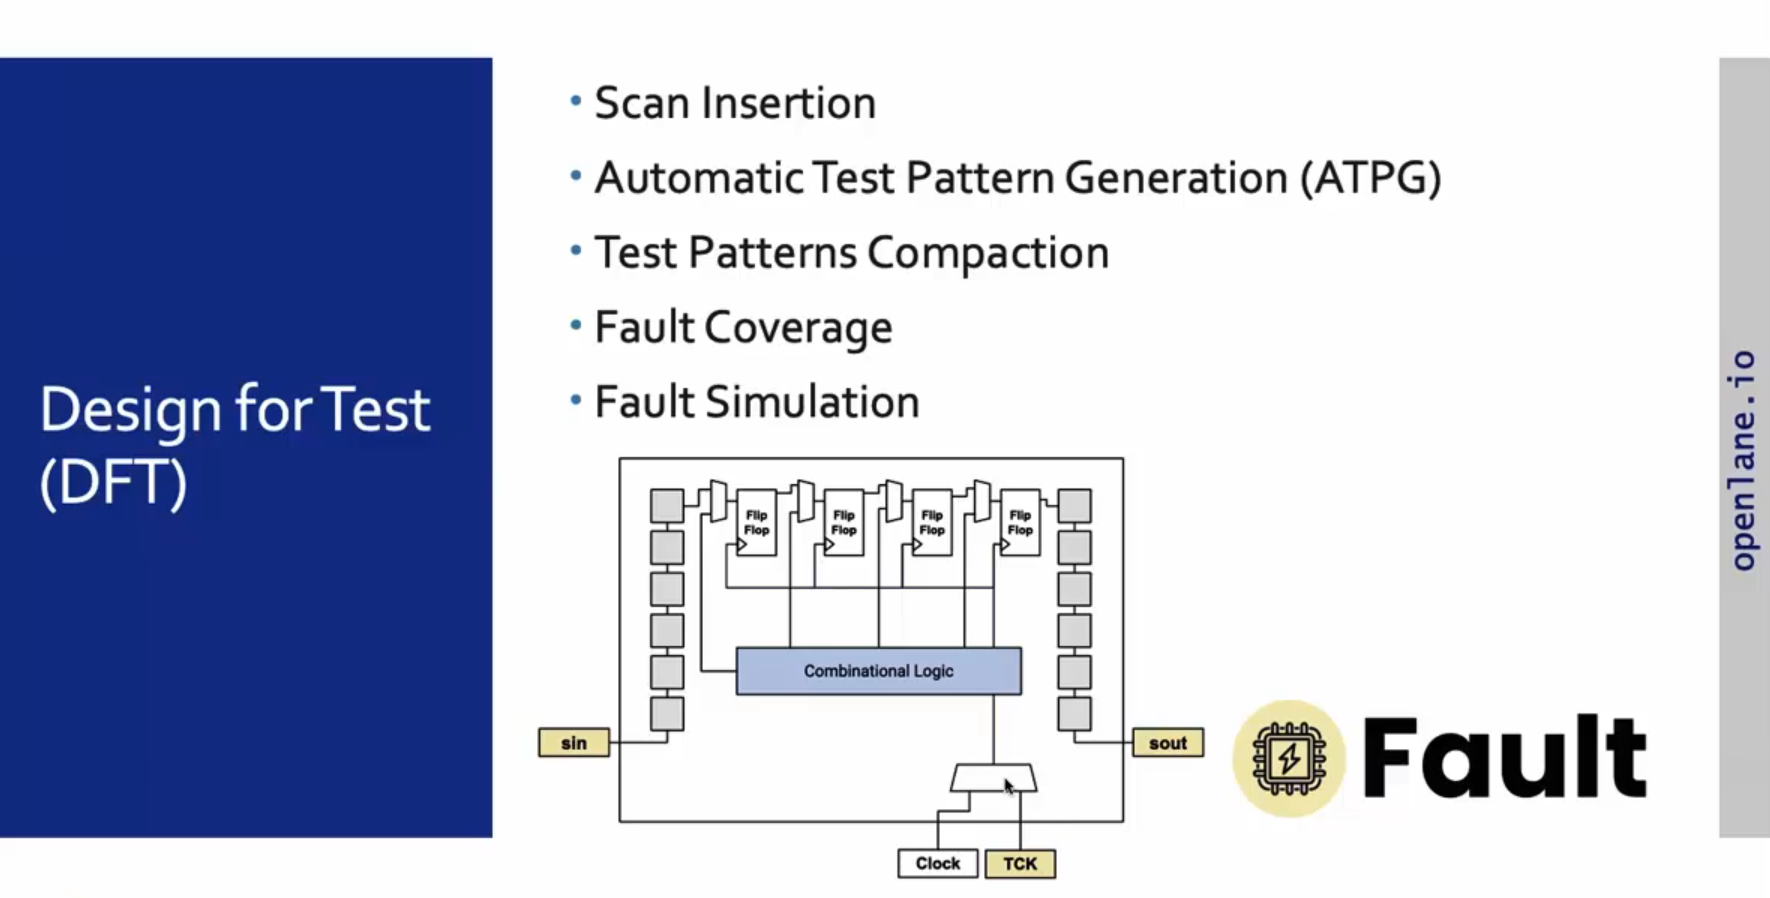 Design for Test
(DFT)
• Scan Insertion
• Automatic Test Pattern Generation (ATPG)
• Test Patterns Compaction
• Fault Coverage
• Fault Simulation
Flip
Flop
Flip
Flop
Flip
Flop
Flip
Flop
Combinational Logic
sin
sout
Clock
TCK
Fault
openlane.io